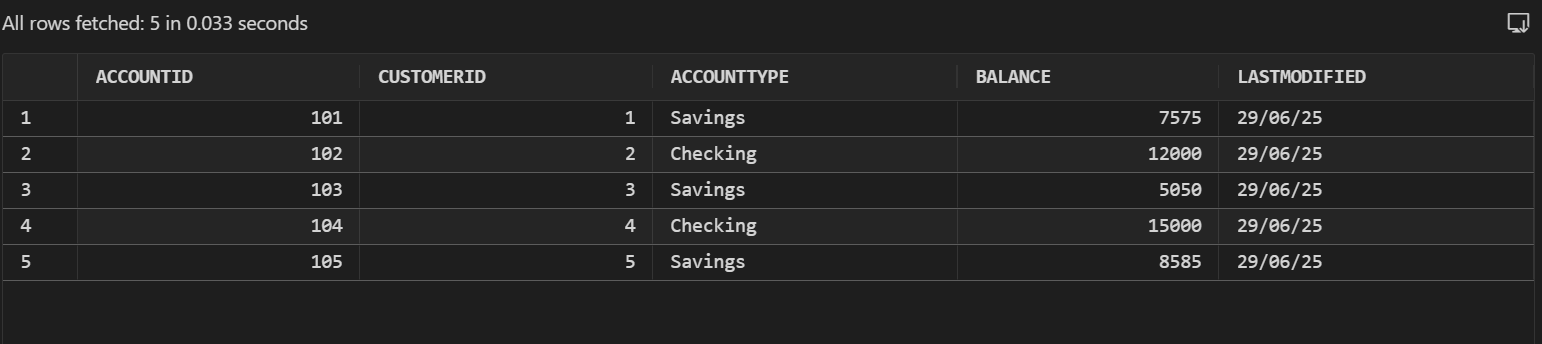 All rows fetched: 5 in 0.033 seconds
ACCOUNTID CUSTOMERID ACCOUNTTYPE BALANCE LASTMODIFIED
1 101 1 Savings 7575 29/06/25
2 102 2 Checking 12000 29/06/25
3 103 3 Savings 5050 29/06/25
4 104 4 Checking 15000 29/06/25
5 105 5 Savings 8585 29/06/25